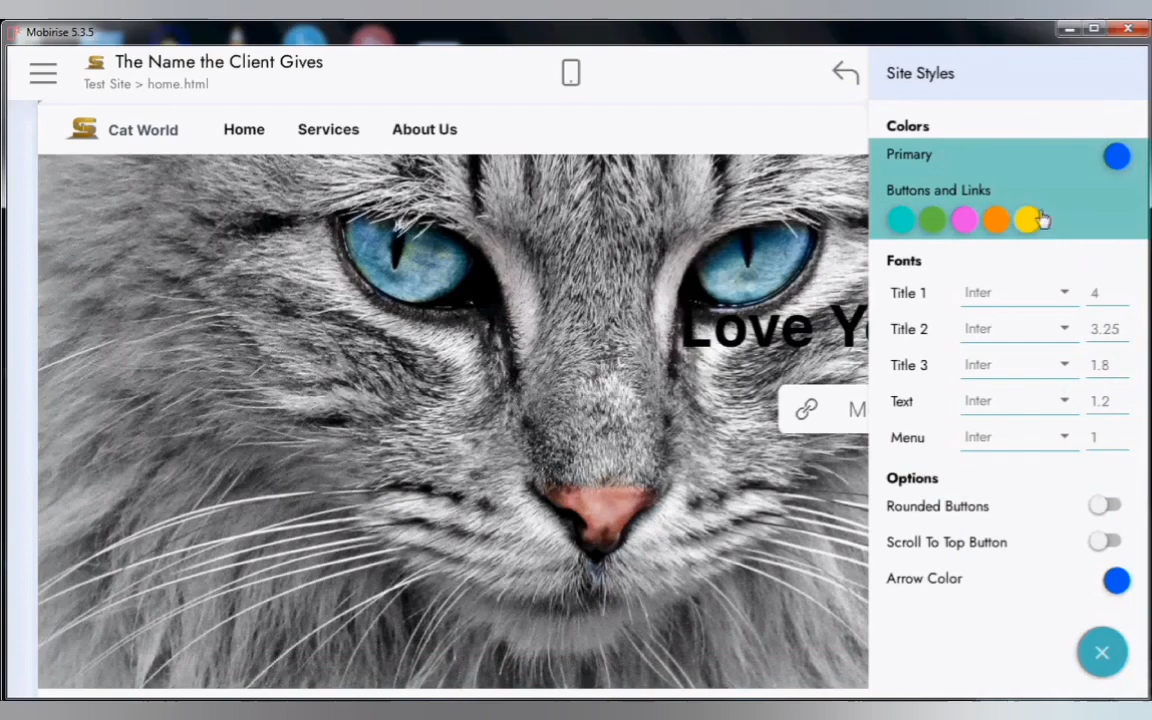 Mobirise 5.3.5
The Name the Client Gives
Test Site > home.html
Site Styles
Cat World
Home
Services
About Us
Love Y
M
Colors
Primary
Buttons and Links
Fonts
Title 1 Inter 4
Title 2 Inter 3.25
Title 3 Inter 1.8
Text Inter 1.2
Menu Inter 1
Options
Rounded Buttons
Scroll To Top Button
Arrow Color